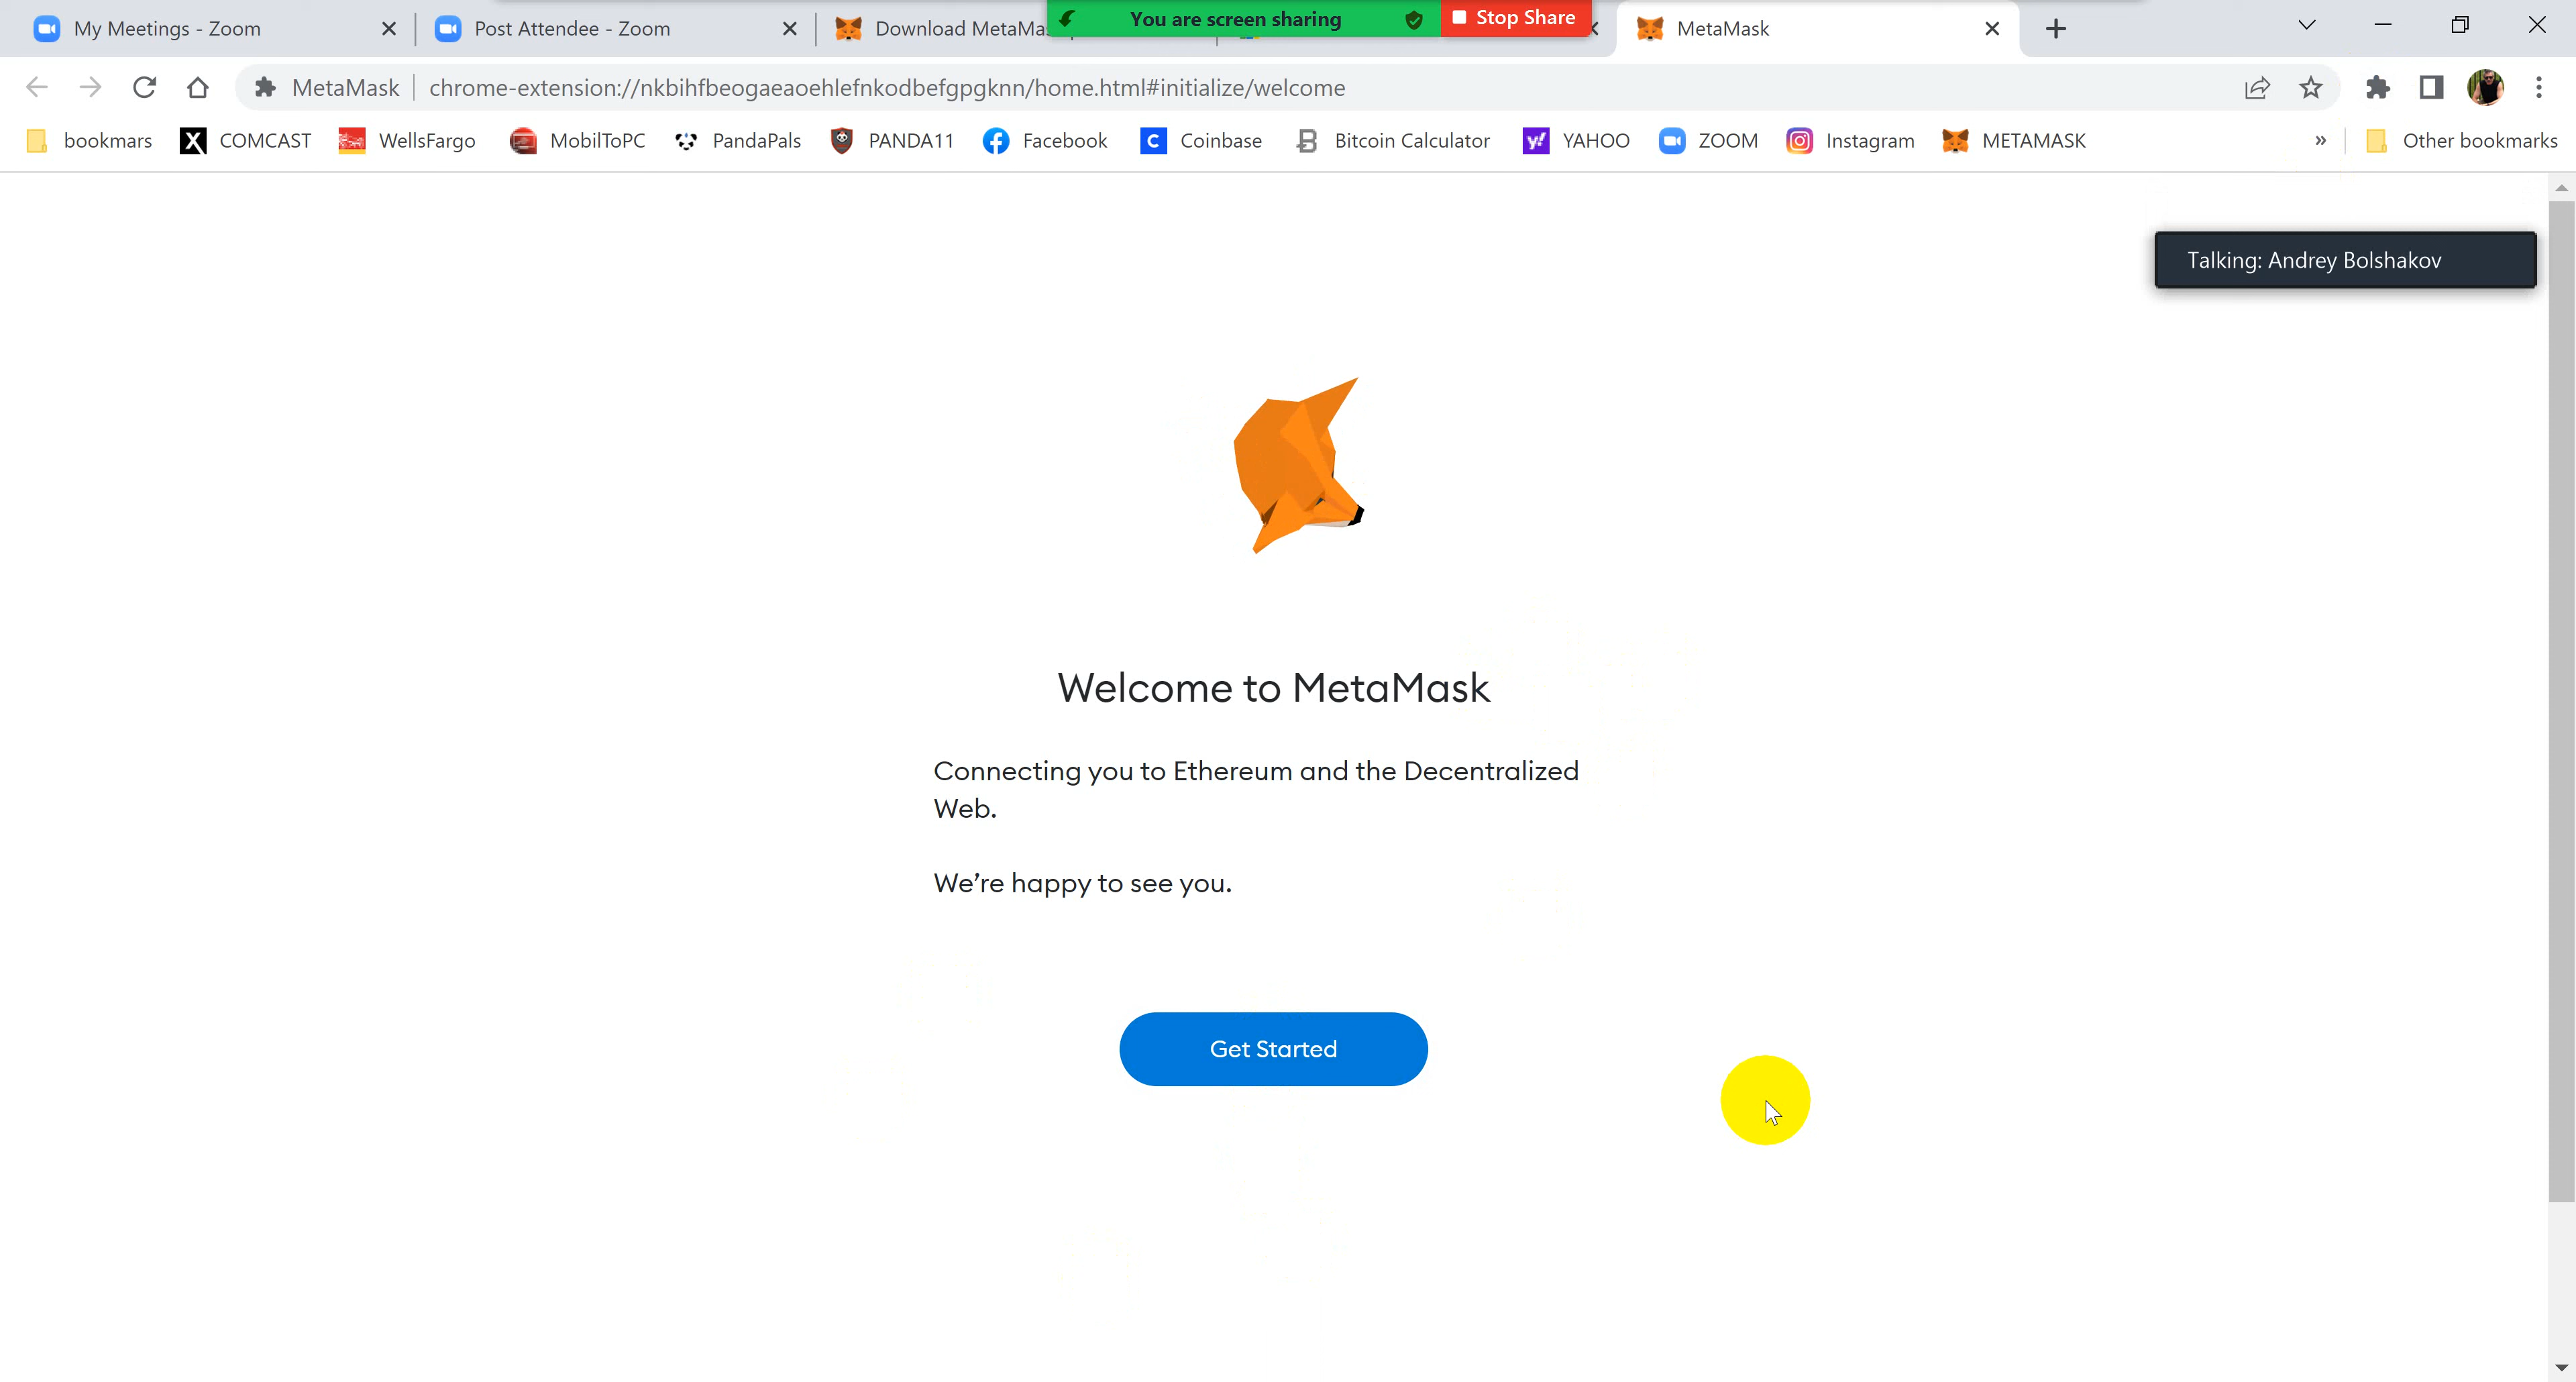 My Meetings - Zoom
Post Attendee - Zoom
Download MetaMas
You are screen sharing
Stop Share
MetaMask
MetaMask
chrome-extension://nkbihfbeogaeaoehlefnkodbefgpgknn/home.html#initialize/welcome
bookmars
COMCAST
WellsFargo
MobilToPC
PandaPals
PANDA11
Facebook
Coinbase
Bitcoin Calculator
YAHOO
ZOOM
Instagram
METAMASK
Other bookmarks
Talking: Andrey Bolshakov
Welcome to MetaMask
Connecting you to Ethereum and the Decentralized
Web.
We’re happy to see you.
Get Started